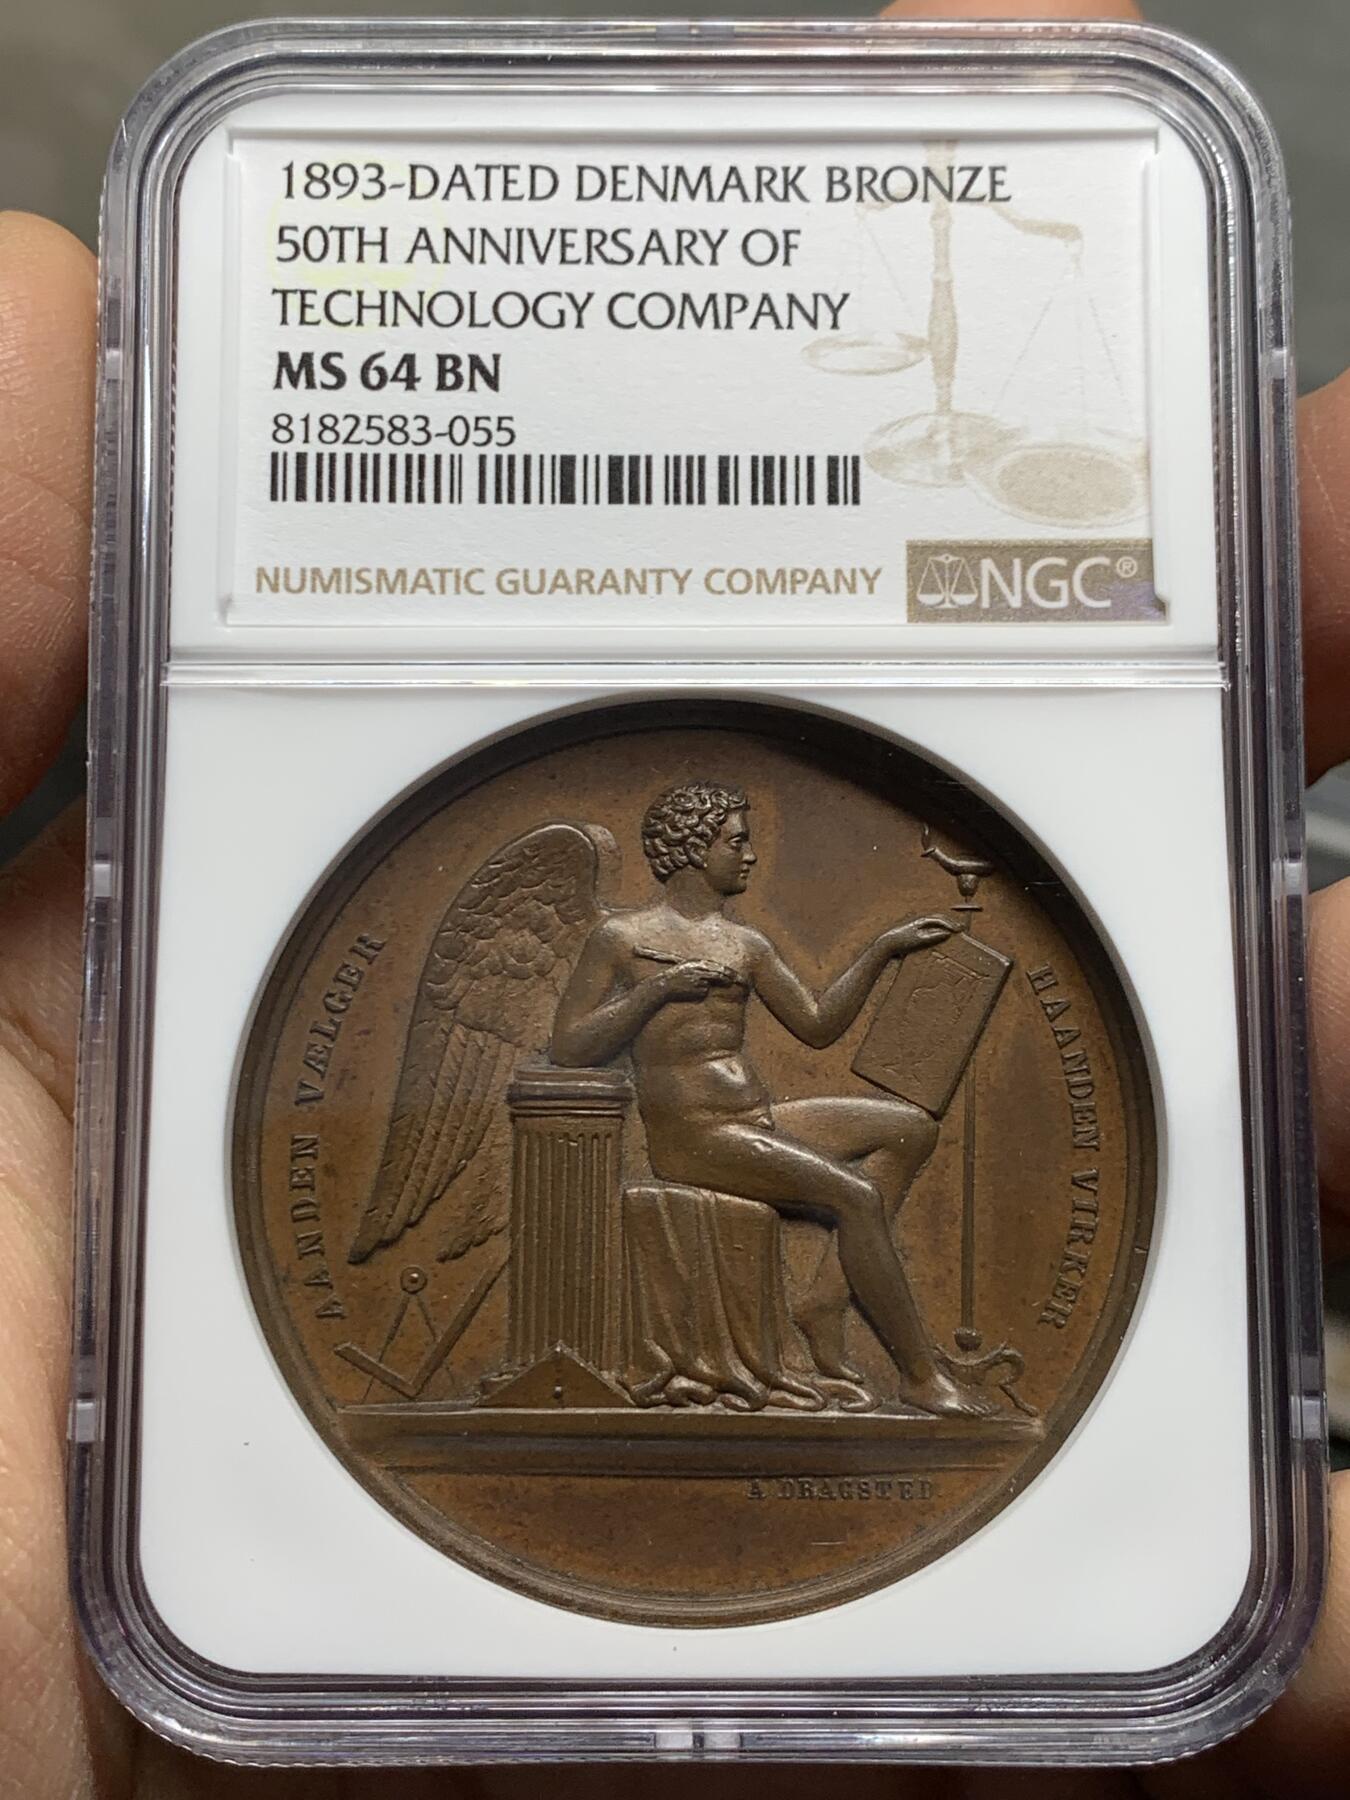 1893-DATED DENMARK BRONZE
50TH ANNIVERSARY OF
TECHNOLOGY COMPANY
MS 64 BN
8182583-055
NUMISMATIC GUARANTY COMPANY
NGC®
AANDEN VÆLGER
HAANDEN VIRKER
A DRAGSTED